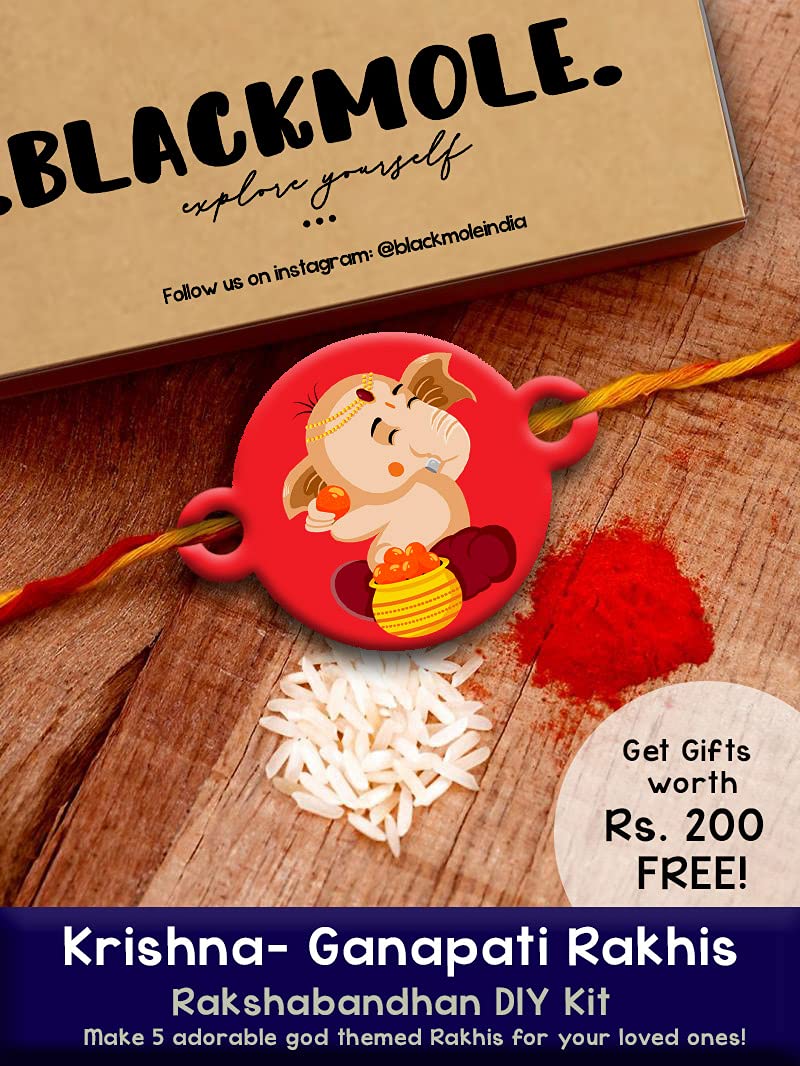 .BLACKMOLE.
explore yourself
Follow us on instagram: @blackmoleindia
Get Gifts
worth
Rs. 200
FREE!
Krishna- Ganapati Rakhis
Rakshabandhan DIY Kit
Make 5 adorable god themed Rakhis for your loved ones!